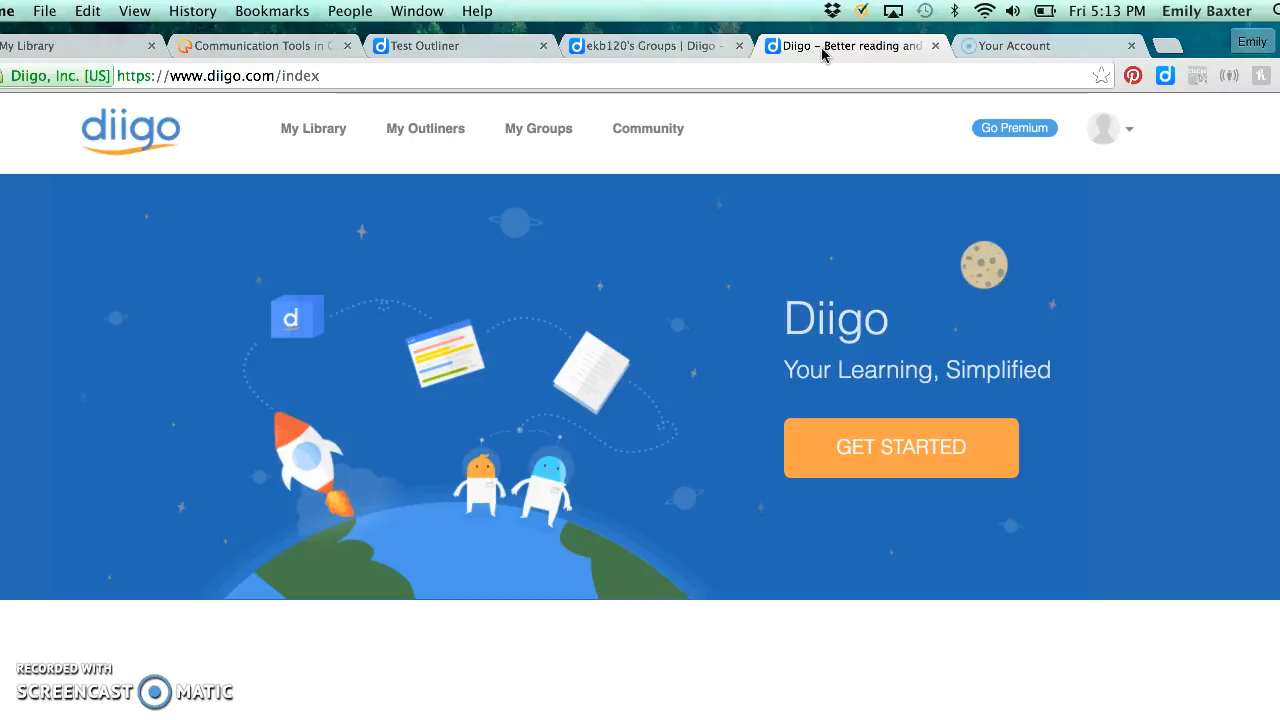 me File Edit View History Bookmarks People Window Help Fri 5:13 PM Emily Baxter
My Library Communication Tools in C Test Outliner ekb120's Groups | Diigo - Diigo – Better reading and Your Account Emily
Diigo, Inc. [US] https://www.diigo.com/index
diigo My Library My Outliners My Groups Community Go Premium
d
Diigo
Your Learning, Simplified
GET STARTED
RECORDED WITH
SCREENCAST MATIC